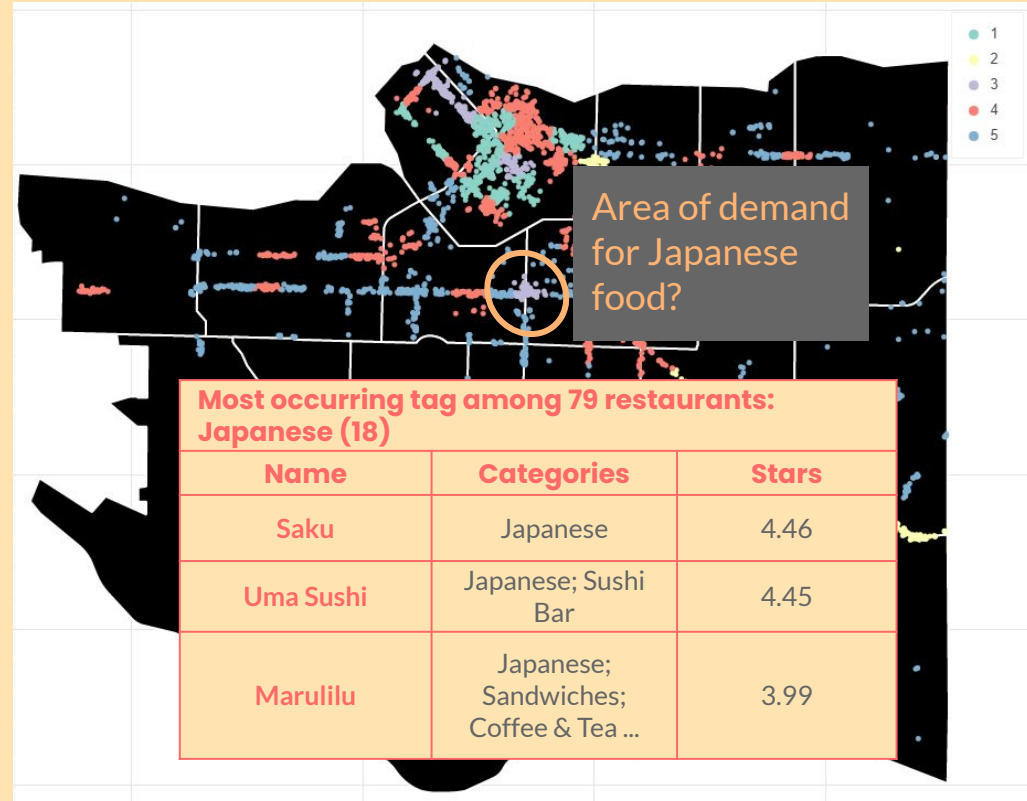 1
2
3
4
5
Area of demand
for Japanese
food?
Most occurring tag among 79 restaurants:
Japanese (18)
Name Categories Stars
Saku Japanese 4.46
Uma Sushi Japanese; Sushi
Bar 4.45
Marulilu Japanese;
Sandwiches;
Coffee & Tea ... 3.99